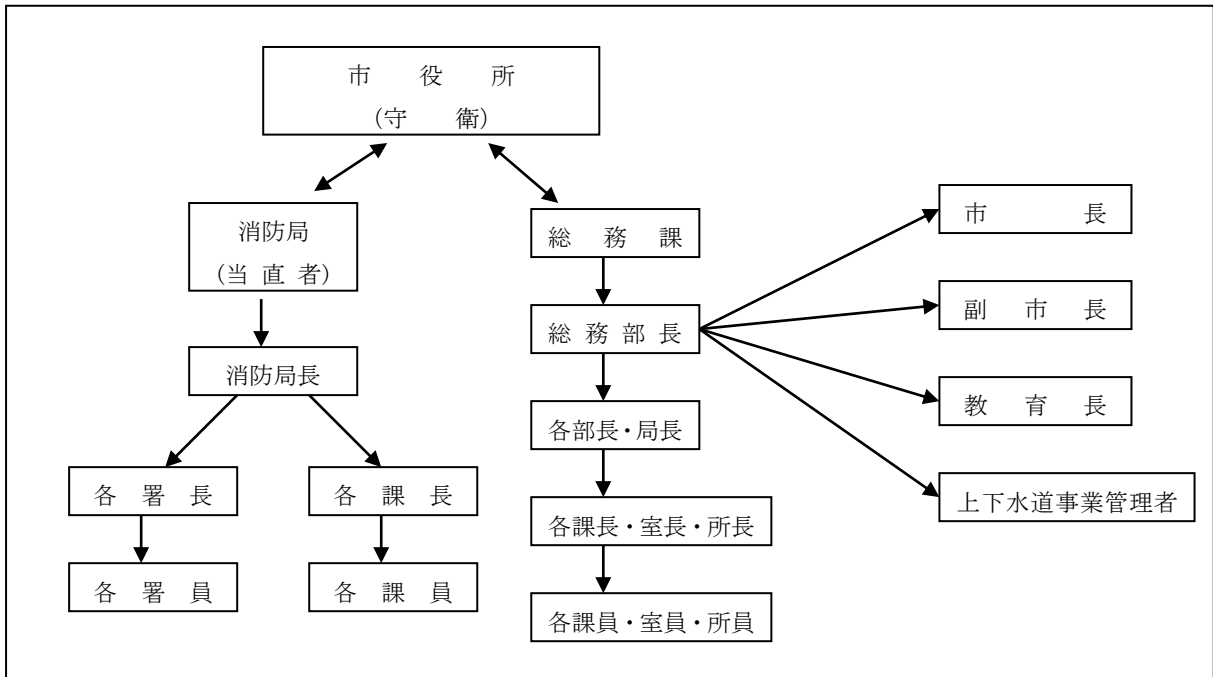 市役所
(守衛)
消防局
(当直者)
消防局長
各署長
各課長
各署員
各課員
総務課
総務部長
各部長・局長
各課長・室長・所長
各課員・室員・所員
市長
副市長
教育長
上下水道事業管理者